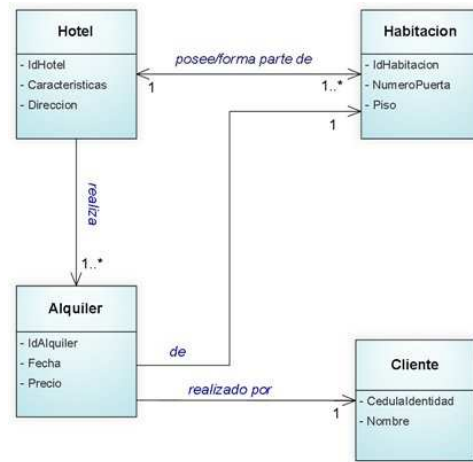 Hotel
- IdHotel
- Caracteristicas
- Direccion
posee/forma parte de
1
1..*
Habitacion
- IdHabitacion
- NumeroPuerta
- Piso
1
realiza
1..*
Alquiler
- IdAlquiler
- Fecha
- Precio
de
realizado por
1
Cliente
- CedulaIdentidad
- Nombre